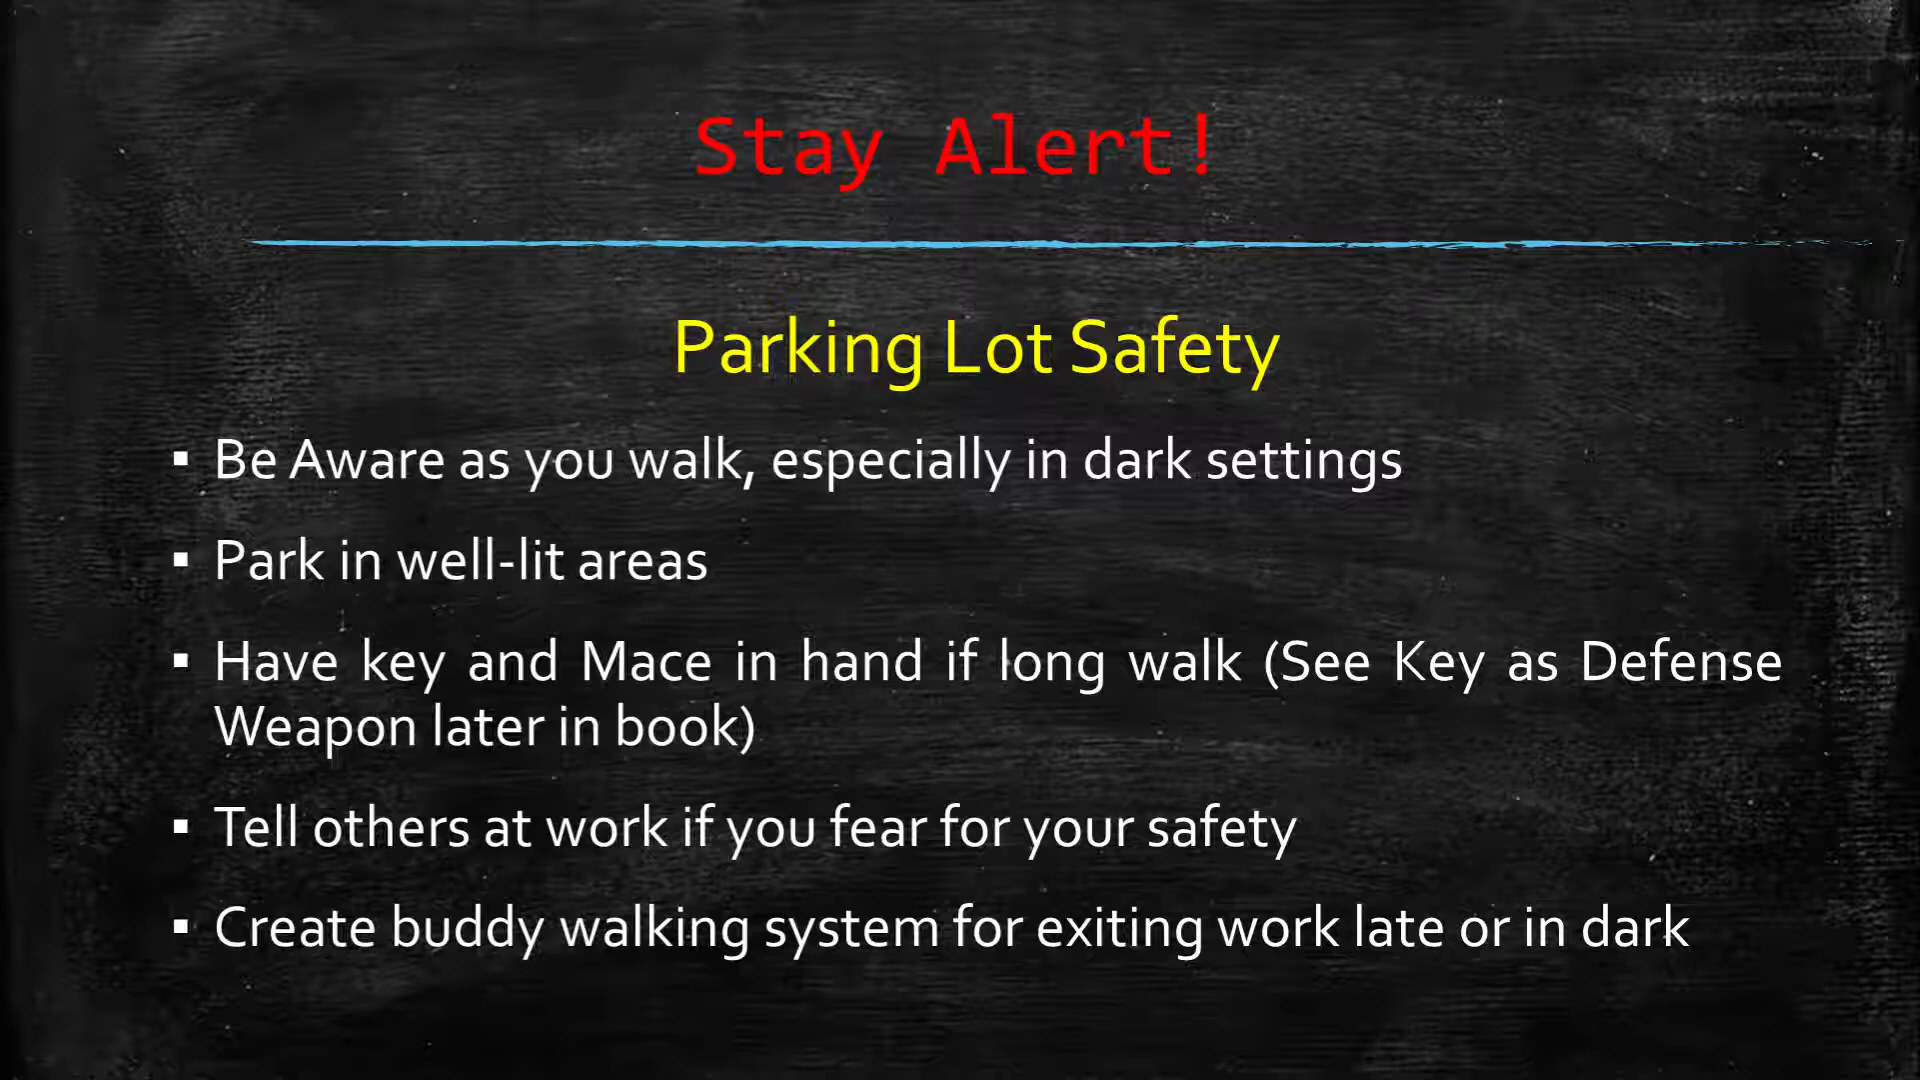 Stay Alert!
Parking Lot Safety
▪ Be Aware as you walk, especially in dark settings
▪ Park in well-lit areas
▪ Have key and Mace in hand if long walk (See Key as Defense
Weapon later in book)
▪ Tell others at work if you fear for your safety
▪ Create buddy walking system for exiting work late or in dark